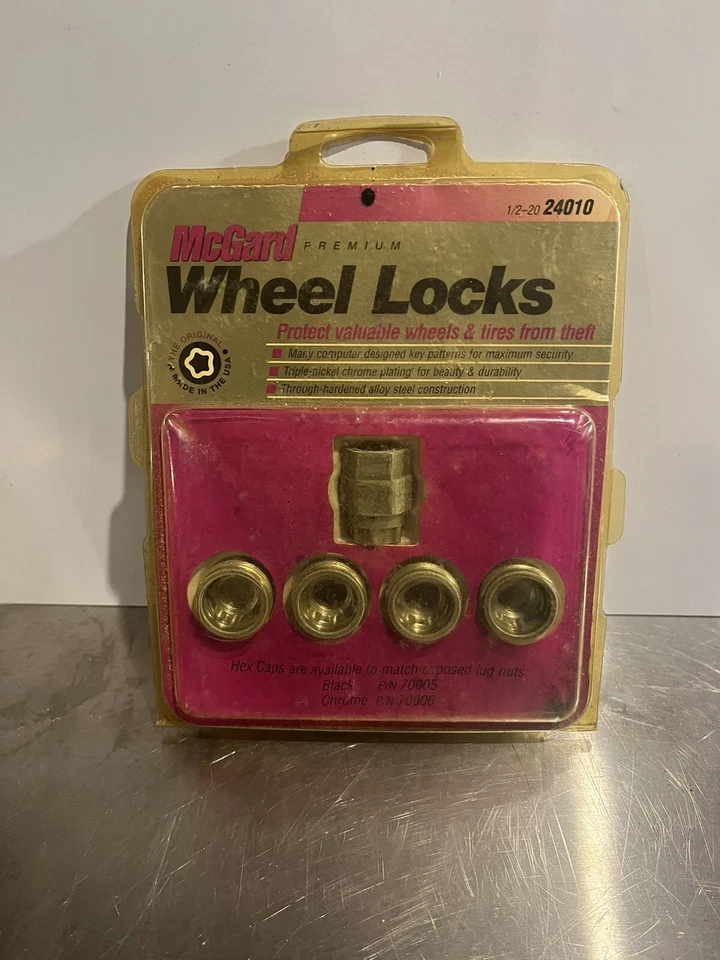 1/2-20 24010
McGard PREMIUM
Wheel Locks
Protect valuable wheels & tires from theft
Many computer designed key patterns for maximum security
Triple-nickel chrome plating for beauty & durability
Through-hardened alloy steel construction
THE ORIGINAL
MADE IN THE USA
Hex Caps are available to match exposed lug nuts
Black P/N 70005
Chrome P/N 70006